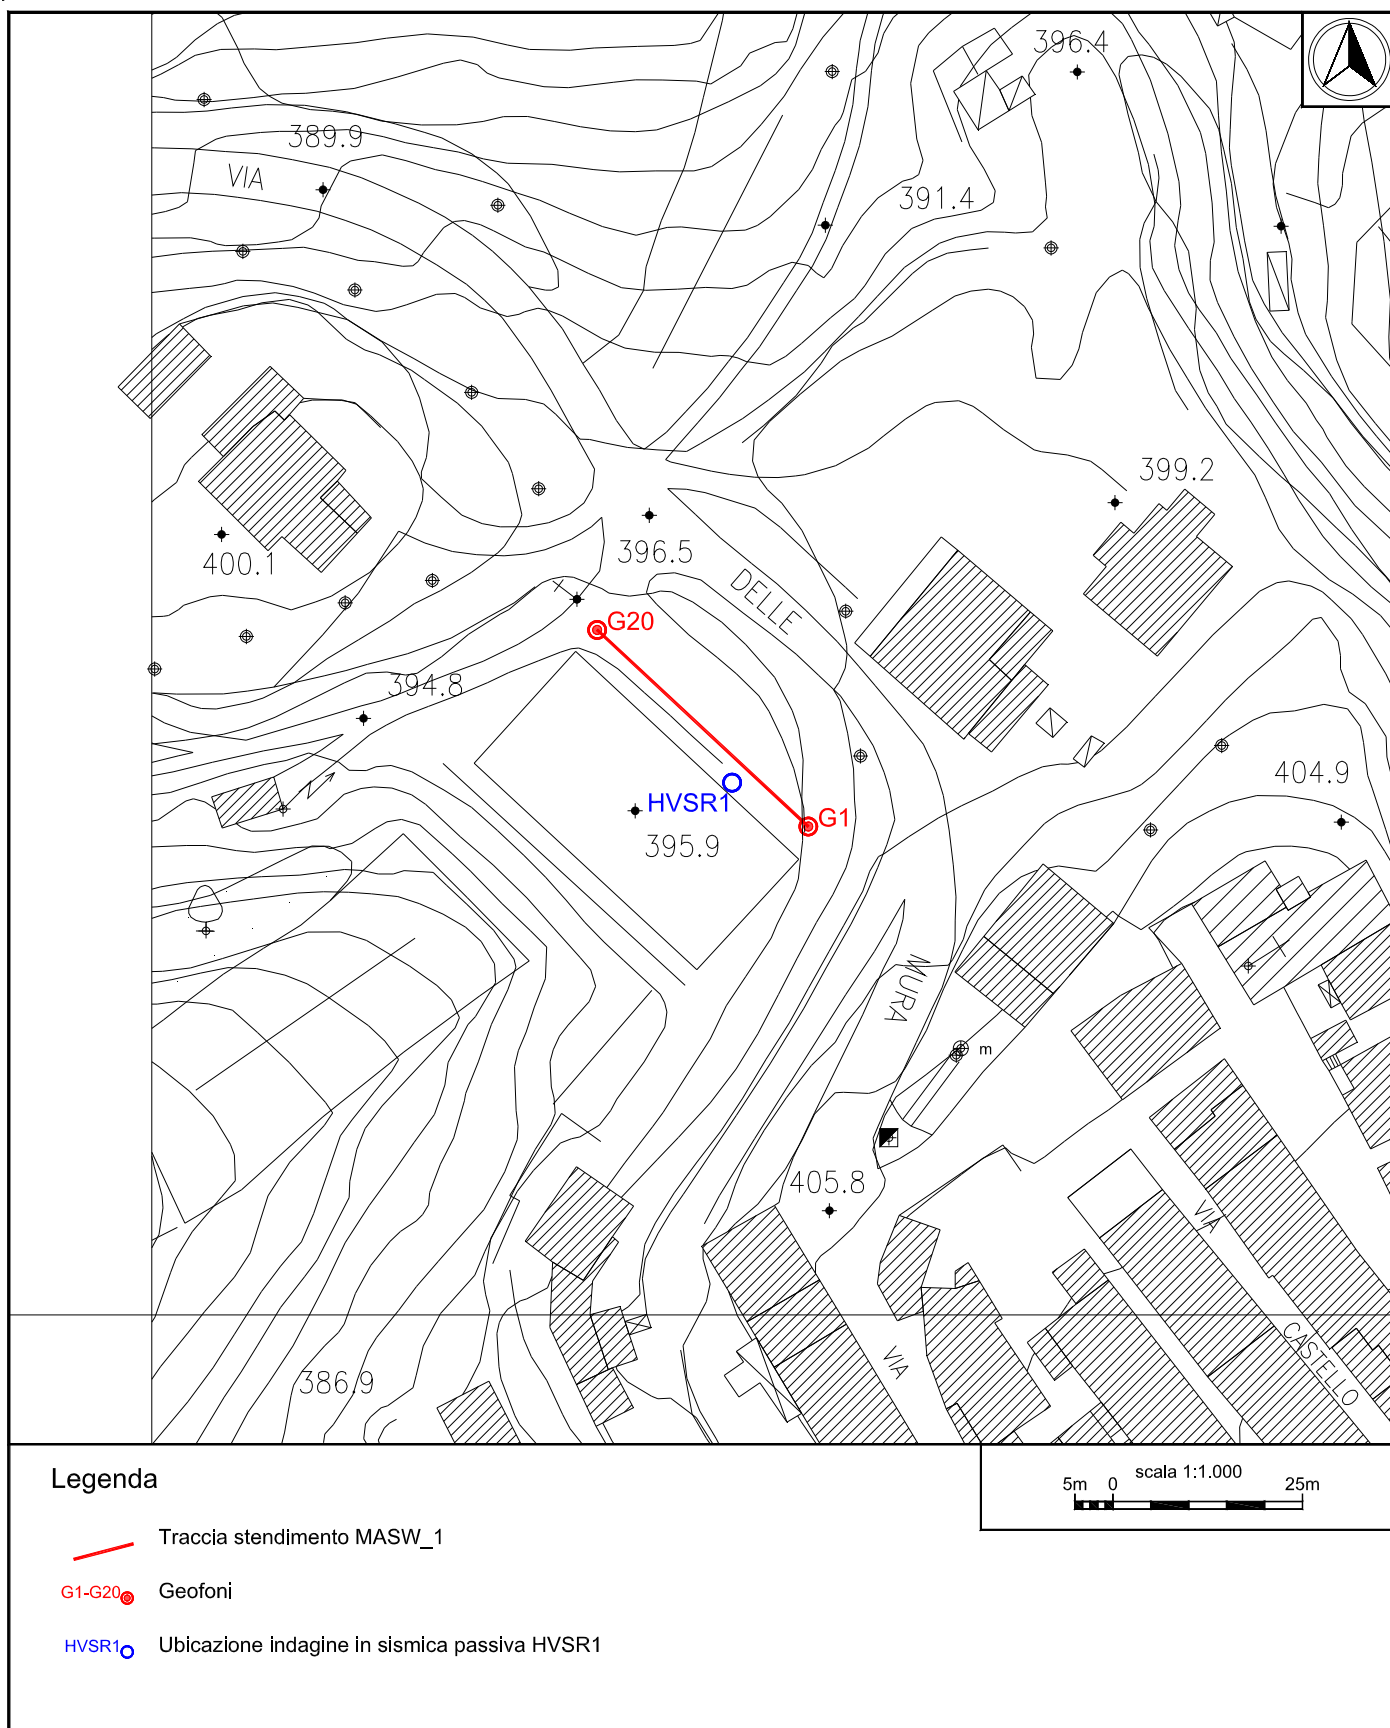 396.4
389.9
VIA
391.4
399.2
396.5
400.1
DELLE
G20
394.8
404.9
HVSR1
G1
395.9
MURA
m
405.8
VIA
VIA
CASTELLO
386.9
Legenda
scala 1:1.000
5m 0 25m
Traccia stendimento MASW_1
G1-G20
Geofoni
HVSR1
Ubicazione indagine in sismica passiva HVSR1